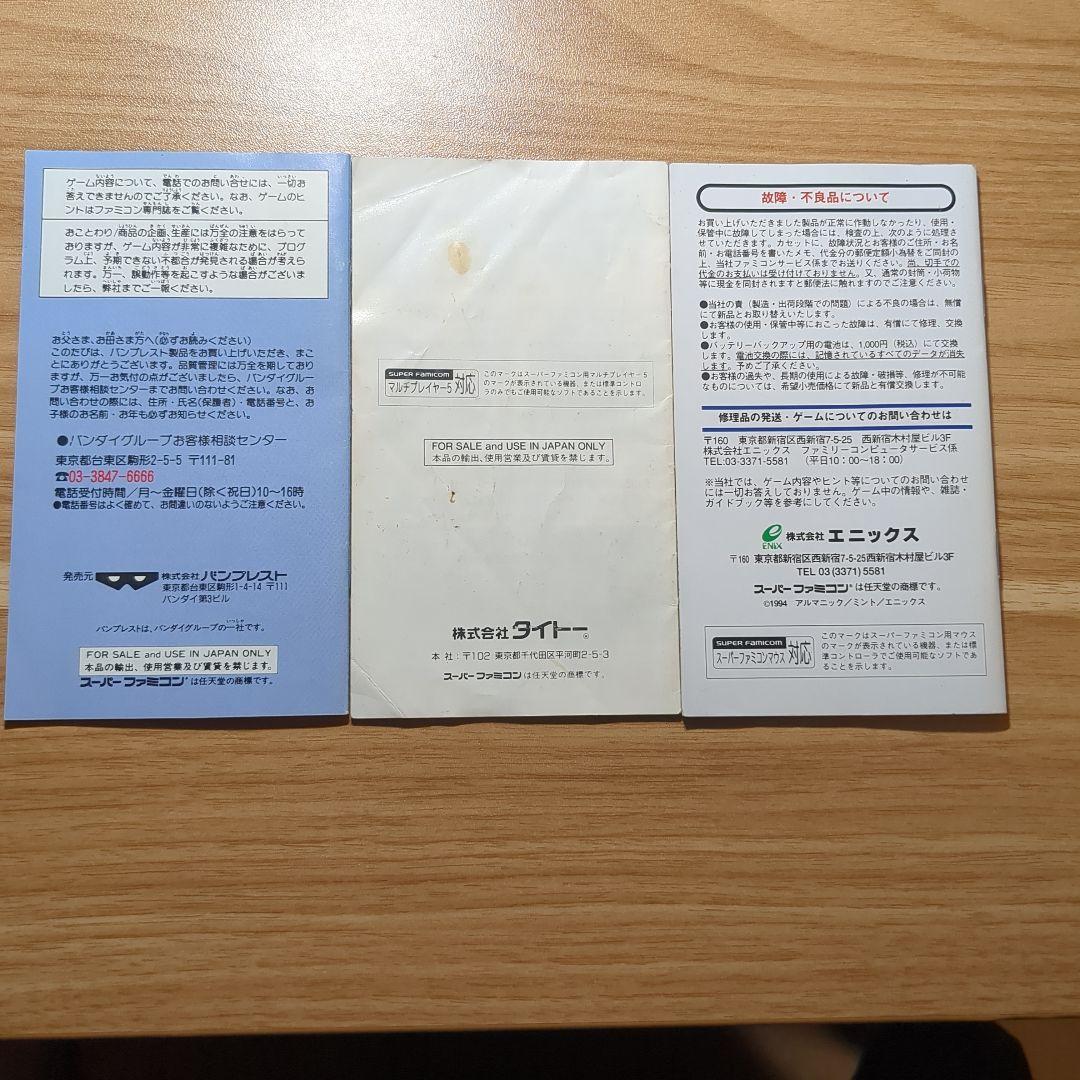 ゲーム内容について、電話でのお問い合せには、一切お
答えできませんのでご了承ください。なお、ゲームのヒ
ントはファミコン専門誌をご覧ください。
おことわり/商品の企画、生産には万全の注意をはらって
おりますが、ゲーム内容が非常に複雑なために、プログ
ラム上、予期できない不都合が発見される場合が考えら
れます。万一、誤動作等を起こすような場合がございま
したら、弊社までご一報ください。
お父さま、お母さま方へ(必ずお読みください)
このたびは、バンプレスト製品をお買い上げいただき、まこ
とにありがとうございます。品質管理には万全を期しており
ますが、万一お気付の点がございましたら、バンダイグルー
プお客様相談センターまでお問い合わせください。なお、お
問い合わせの際には、住所・氏名(保護者)・電話番号と、お
子様のお名前・お年も必ずお知らせください。
●バンダイグループお客様相談センター
東京都台東区駒形2-5-5 〒111-81
☎03-3847-6666
電話受付時間/月〜金曜日(除く祝日)10〜16時
●電話番号はよく確めて、お間違いのないようご注意ください。
発売元 株式会社 バンプレスト
東京都台東区駒形1-4-14 〒111
バンダイ第3ビル
バンプレストは、バンダイグループの一社です。
FOR SALE and USE IN JAPAN ONLY
本品の輸出、使用営業及び賃貸を禁じます。
スーパーファミコンは任天堂の商標です。
SUPER FAMICOM
マルチプレイヤー5 対応
このマークはスーパーファミコン用マルチプレイヤー5
のマークが表示されている機器、または標準コントロ
ーラのみでもご使用可能なソフトであることを示します。
FOR SALE and USE IN JAPAN ONLY
本品の輸出、使用営業及び賃貸を禁じます。
株式会社 タイトー®
本 社:〒102 東京都千代田区平河町2-5-3
スーパーファミコンは任天堂の商標です。
故障・不良品について
お買い上げいただきました製品が正常に作動しなかったり、使用・
保管中に故障してしまった場合には、検査の上、次のように処理さ
せていただきます。カセットに、故障状況とお客様のご住所・お名
前・お電話番号を書いたメモ、代金分の郵便定額小為替をご同封の
上、当社ファミコンサービス係までお送りください。尚、切手での
代金のお支払いは受け付けておりません。又、通常の封筒・小荷物
等に現金を同封されますと郵便法に触れますのでご注意ください。
●当社の責(製造・出荷段階での問題)による不良の場合は、無償
にて新品とお取り替えいたします。
●お客様の使用・保管中等におこった故障は、有償にて修理、交換
します。
●バッテリーバックアップ用の電池は、1,000円(税込)にて交換
します。電池交換の際には、記憶されているすべてのデータが消失
します。予めご了承ください。
●お客様の過失や、長期の使用による故障・破損等、修理が不可能
なものについては、希望小売価格にて新品と有償交換します。
修理品の発送・ゲームについてのお問い合わせは
〒160 東京都新宿区西新宿7-5-25 西新宿木村屋ビル3F
株式会社エニックス ファミリーコンピュータサービス係
TEL:03-3371-5581 (平日10:00〜18:00)
※当社では、ゲーム内容やヒント等についてのお問い合わせ
には一切お答えしておりません。ゲーム中の情報や、雑誌・
ガイドブック等を参考にしてください。
ENIX 株式会社 エニックス
〒160 東京都新宿区西新宿7-5-25西新宿木村屋ビル3F
TEL 03(3371)5581
スーパーファミコン®は任天堂の商標です。
©1994 アルマニック/ミント/エニックス
SUPER FAMICOM
スーパーファミコンマウス 対応
このマークはスーパーファミコン用マウス
のマークが表示されている機器、または標
準コントローラでご使用可能なソフトであ
ることを示します。